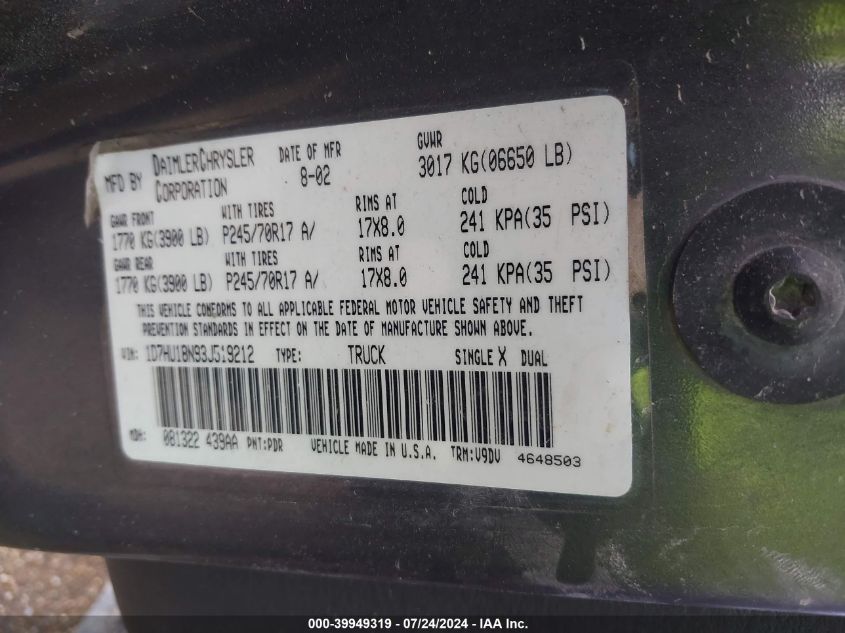 MFD BY DAIMLERCHRYSLER CORPORATION DATE OF MFR 8-02 GVWR 3017 KG(06650 LB)
GAWR FRONT WITH TIRES RIMS AT COLD
1770 KG(3900 LB) P245/70R17 A/ 17X8.0 241 KPA(35 PSI)
GAWR REAR WITH TIRES RIMS AT COLD
1770 KG(3900 LB) P245/70R17 A/ 17X8.0 241 KPA(35 PSI)
THIS VEHICLE CONFORMS TO ALL APPLICABLE FEDERAL MOTOR VEHICLE SAFETY AND THEFT
PREVENTION STANDARDS IN EFFECT ON THE DATE OF MANUFACTURE SHOWN ABOVE.
VIN: 1D7HU18N93J519212 TYPE: TRUCK SINGLE X DUAL
MDH: 081322 439AA PNT:PDR VEHICLE MADE IN U.S.A. TRM:V9DV 4648503
000-39949319 - 07/24/2024 - IAA Inc.